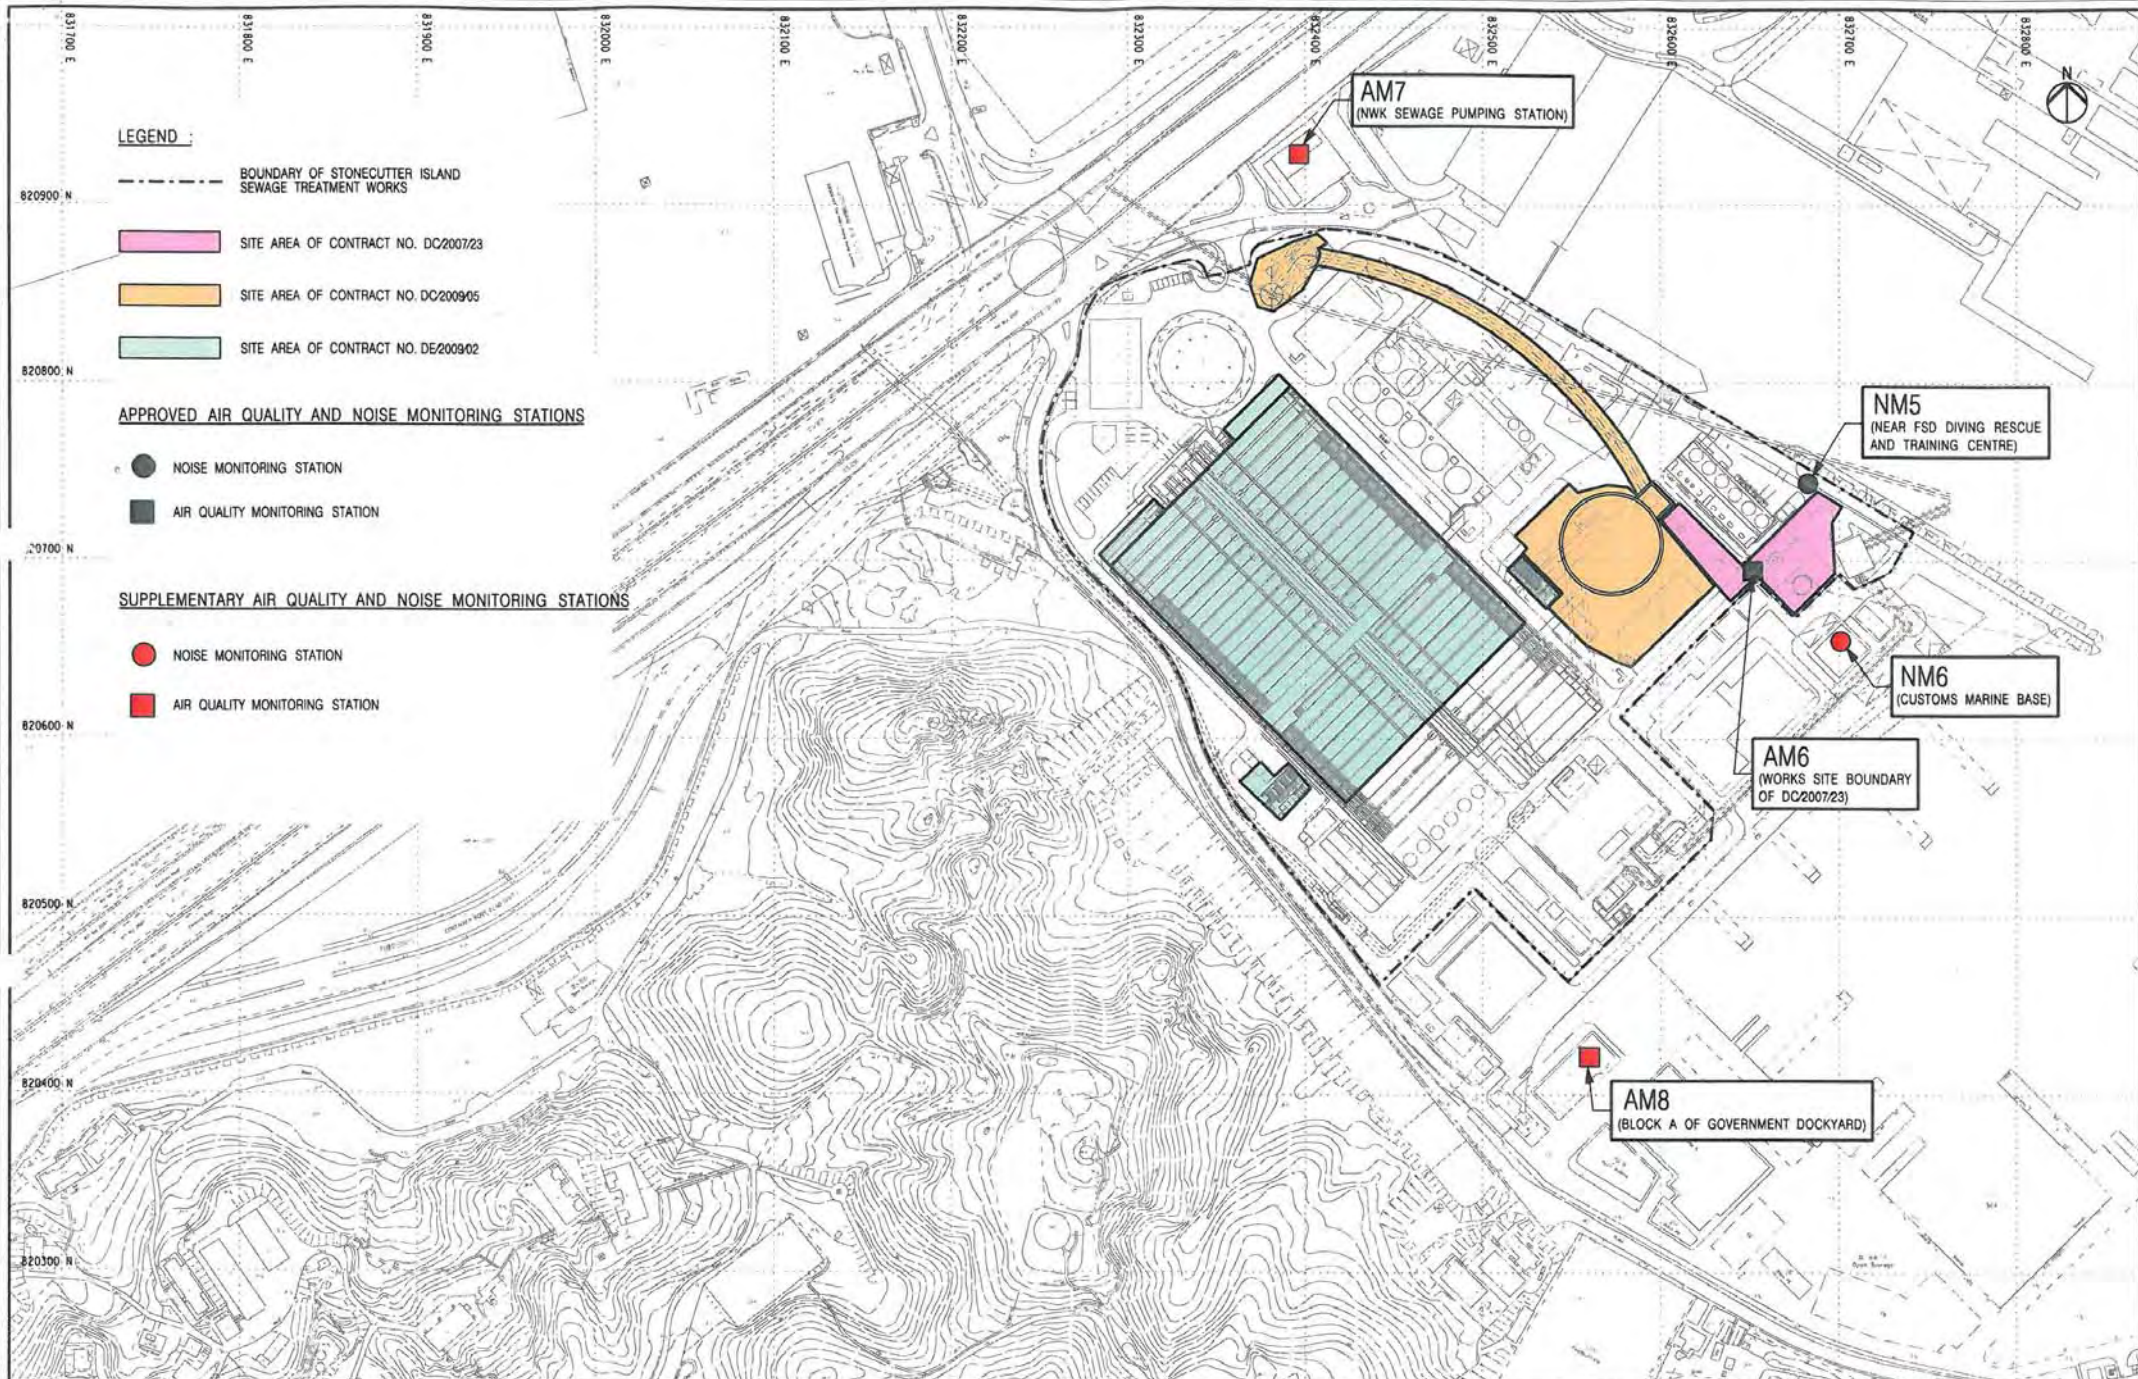 831700 E
831800 E
831900 E
832000 E
832100 E
832200 E
832300 E
832400 E
832500 E
832600 E
832700 E
832800 E
N
AM7
(NWK SEWAGE PUMPING STATION)
LEGEND :
BOUNDARY OF STONECUTTER ISLAND
SEWAGE TREATMENT WORKS
820900 N
SITE AREA OF CONTRACT NO. DC/2007/23
SITE AREA OF CONTRACT NO. DC/2009/05
SITE AREA OF CONTRACT NO. DE/2009/02
820800 N
APPROVED AIR QUALITY AND NOISE MONITORING STATIONS
NOISE MONITORING STATION
AIR QUALITY MONITORING STATION
NM5
(NEAR FSD DIVING RESCUE
AND TRAINING CENTRE)
20700 N
SUPPLEMENTARY AIR QUALITY AND NOISE MONITORING STATIONS
NOISE MONITORING STATION
AIR QUALITY MONITORING STATION
NM6
(CUSTOMS MARINE BASE)
820600 N
AM6
(WORKS SITE BOUNDARY
OF DC/2007/23)
820500 N
820400 N
AM8
(BLOCK A OF GOVERNMENT DOCKYARD)
820300 N
Open Storage